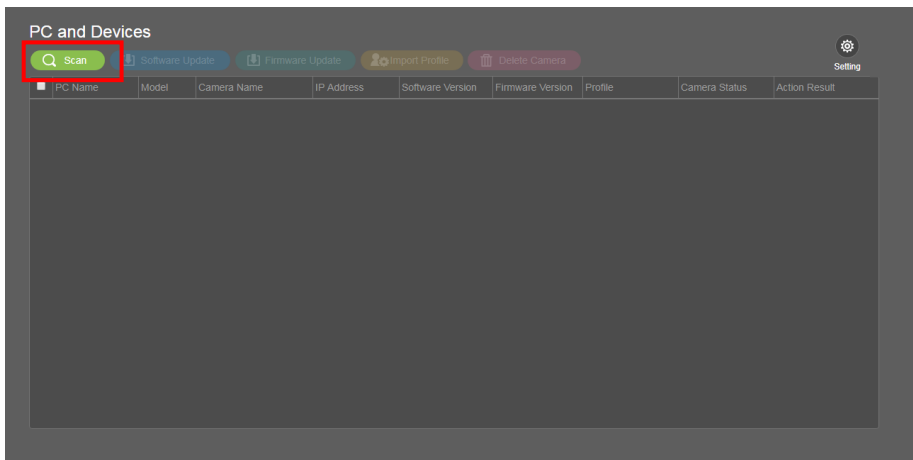 PC and Devices
Scan Software Update Firmware Update Import Profile Delete Camera
Setting
PC Name Model Camera Name IP Address Software Version Firmware Version Profile Camera Status Action Result